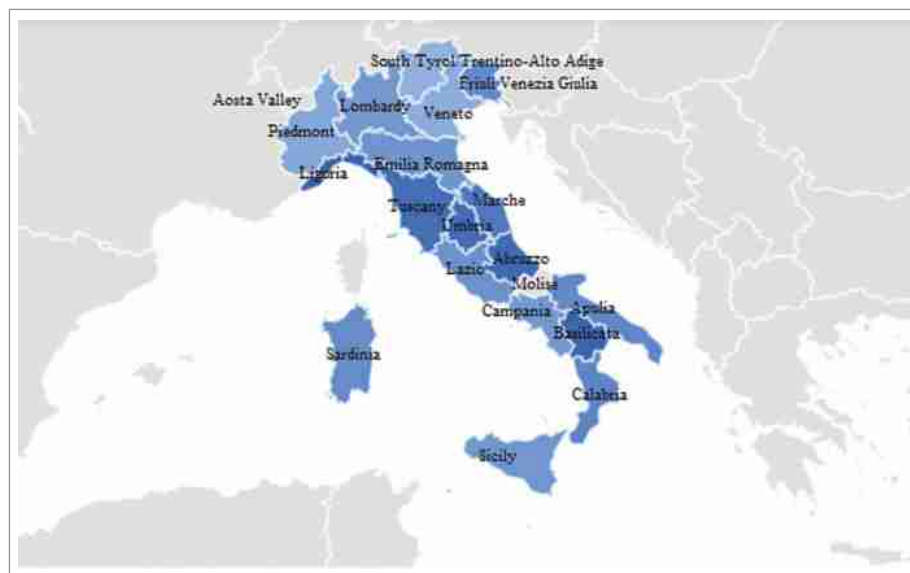 South Tyrol Trentino-Alto Adige
Friuli Venezia Giulia
Aosta Valley
Lombardy
Veneto
Piedmont
Emilia Romagna
Liguria
Tuscany
Marche
Umbria
Abruzzo
Lazio
Molise
Campania
Apulia
Basilicata
Sardinia
Calabria
Sicily